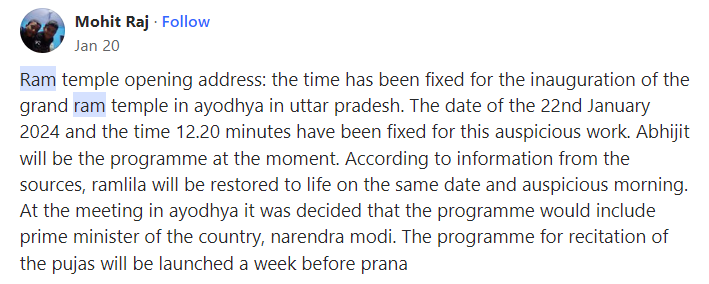 Mohit Raj · Follow
Jan 20
Ram temple opening address: the time has been fixed for the inauguration of the
grand ram temple in ayodhya in uttar pradesh. The date of the 22nd January
2024 and the time 12.20 minutes have been fixed for this auspicious work. Abhijit
will be the programme at the moment. According to information from the
sources, ramlila will be restored to life on the same date and auspicious morning.
At the meeting in ayodhya it was decided that the programme would include
prime minister of the country, narendra modi. The programme for recitation of
the pujas will be launched a week before prana